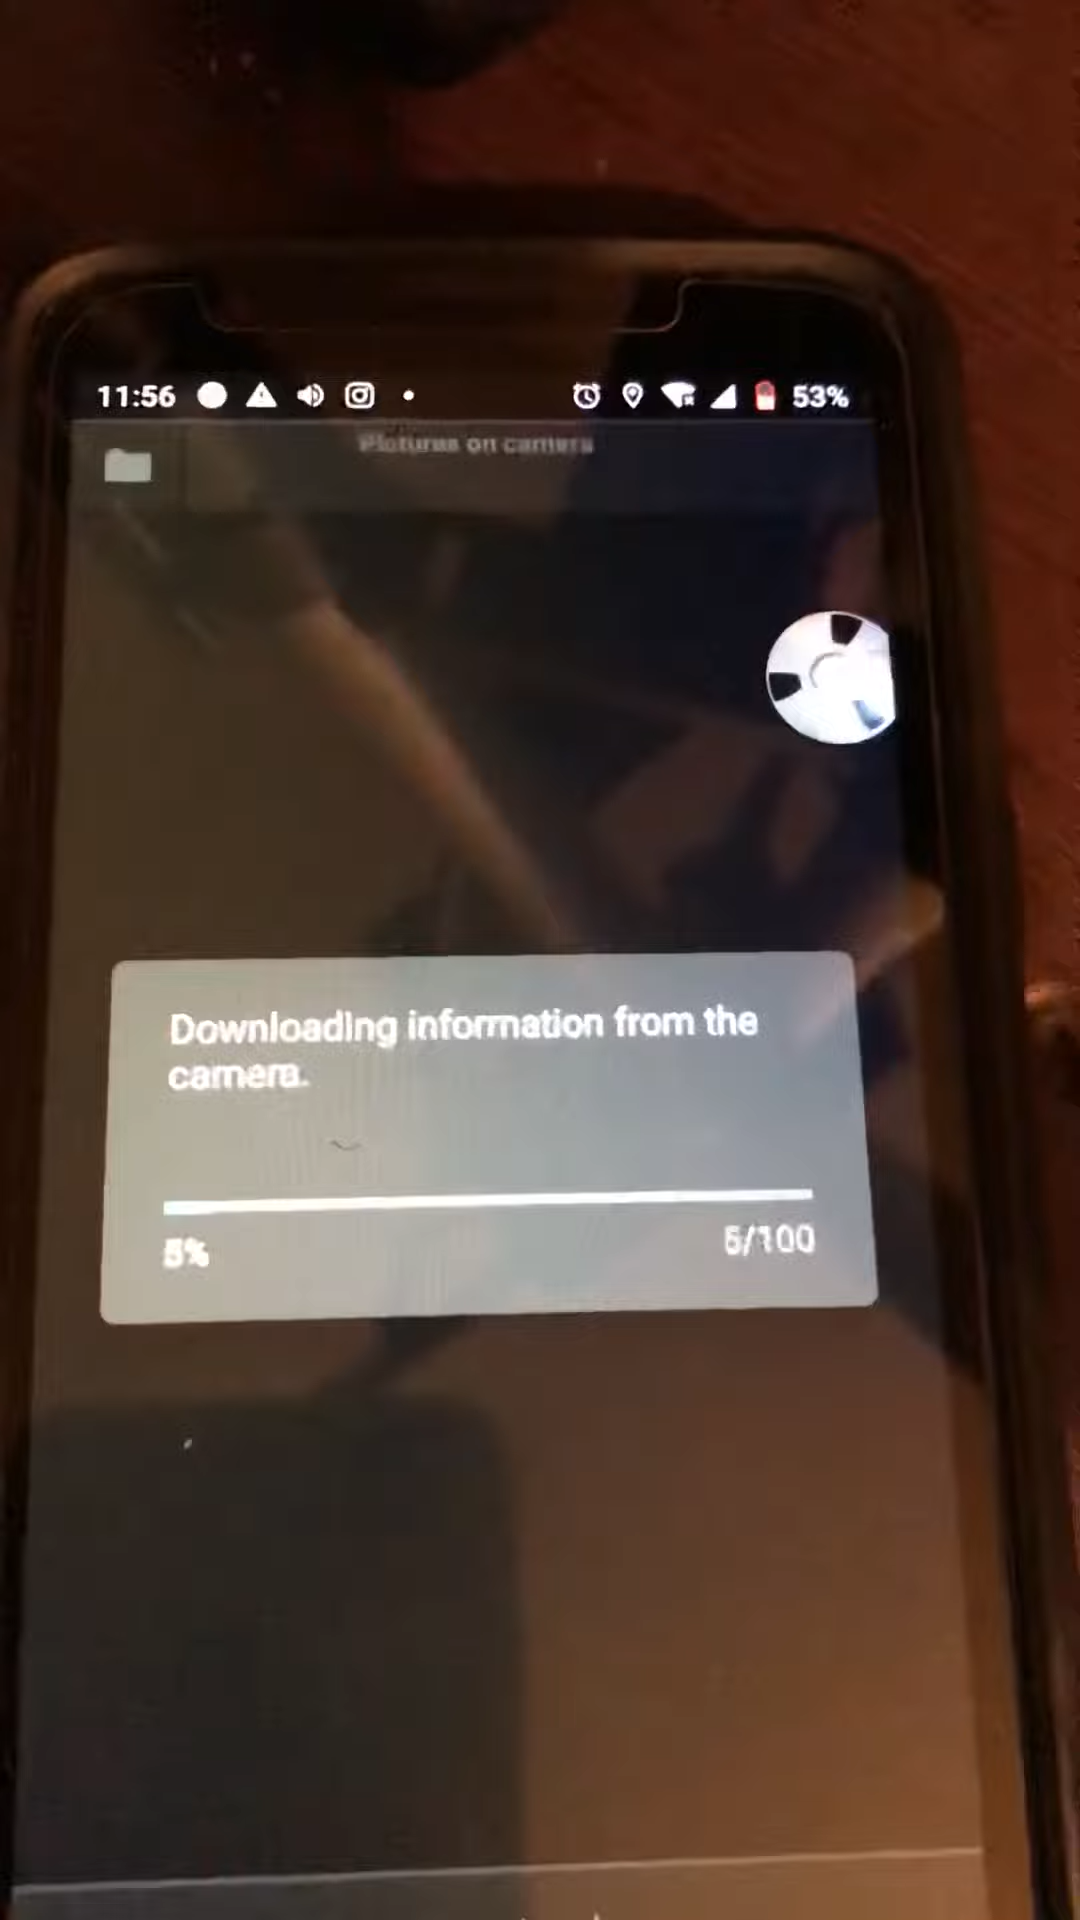 11:56 53%
Pictures on camera
Downloading information from the
camera.
5% 5/100